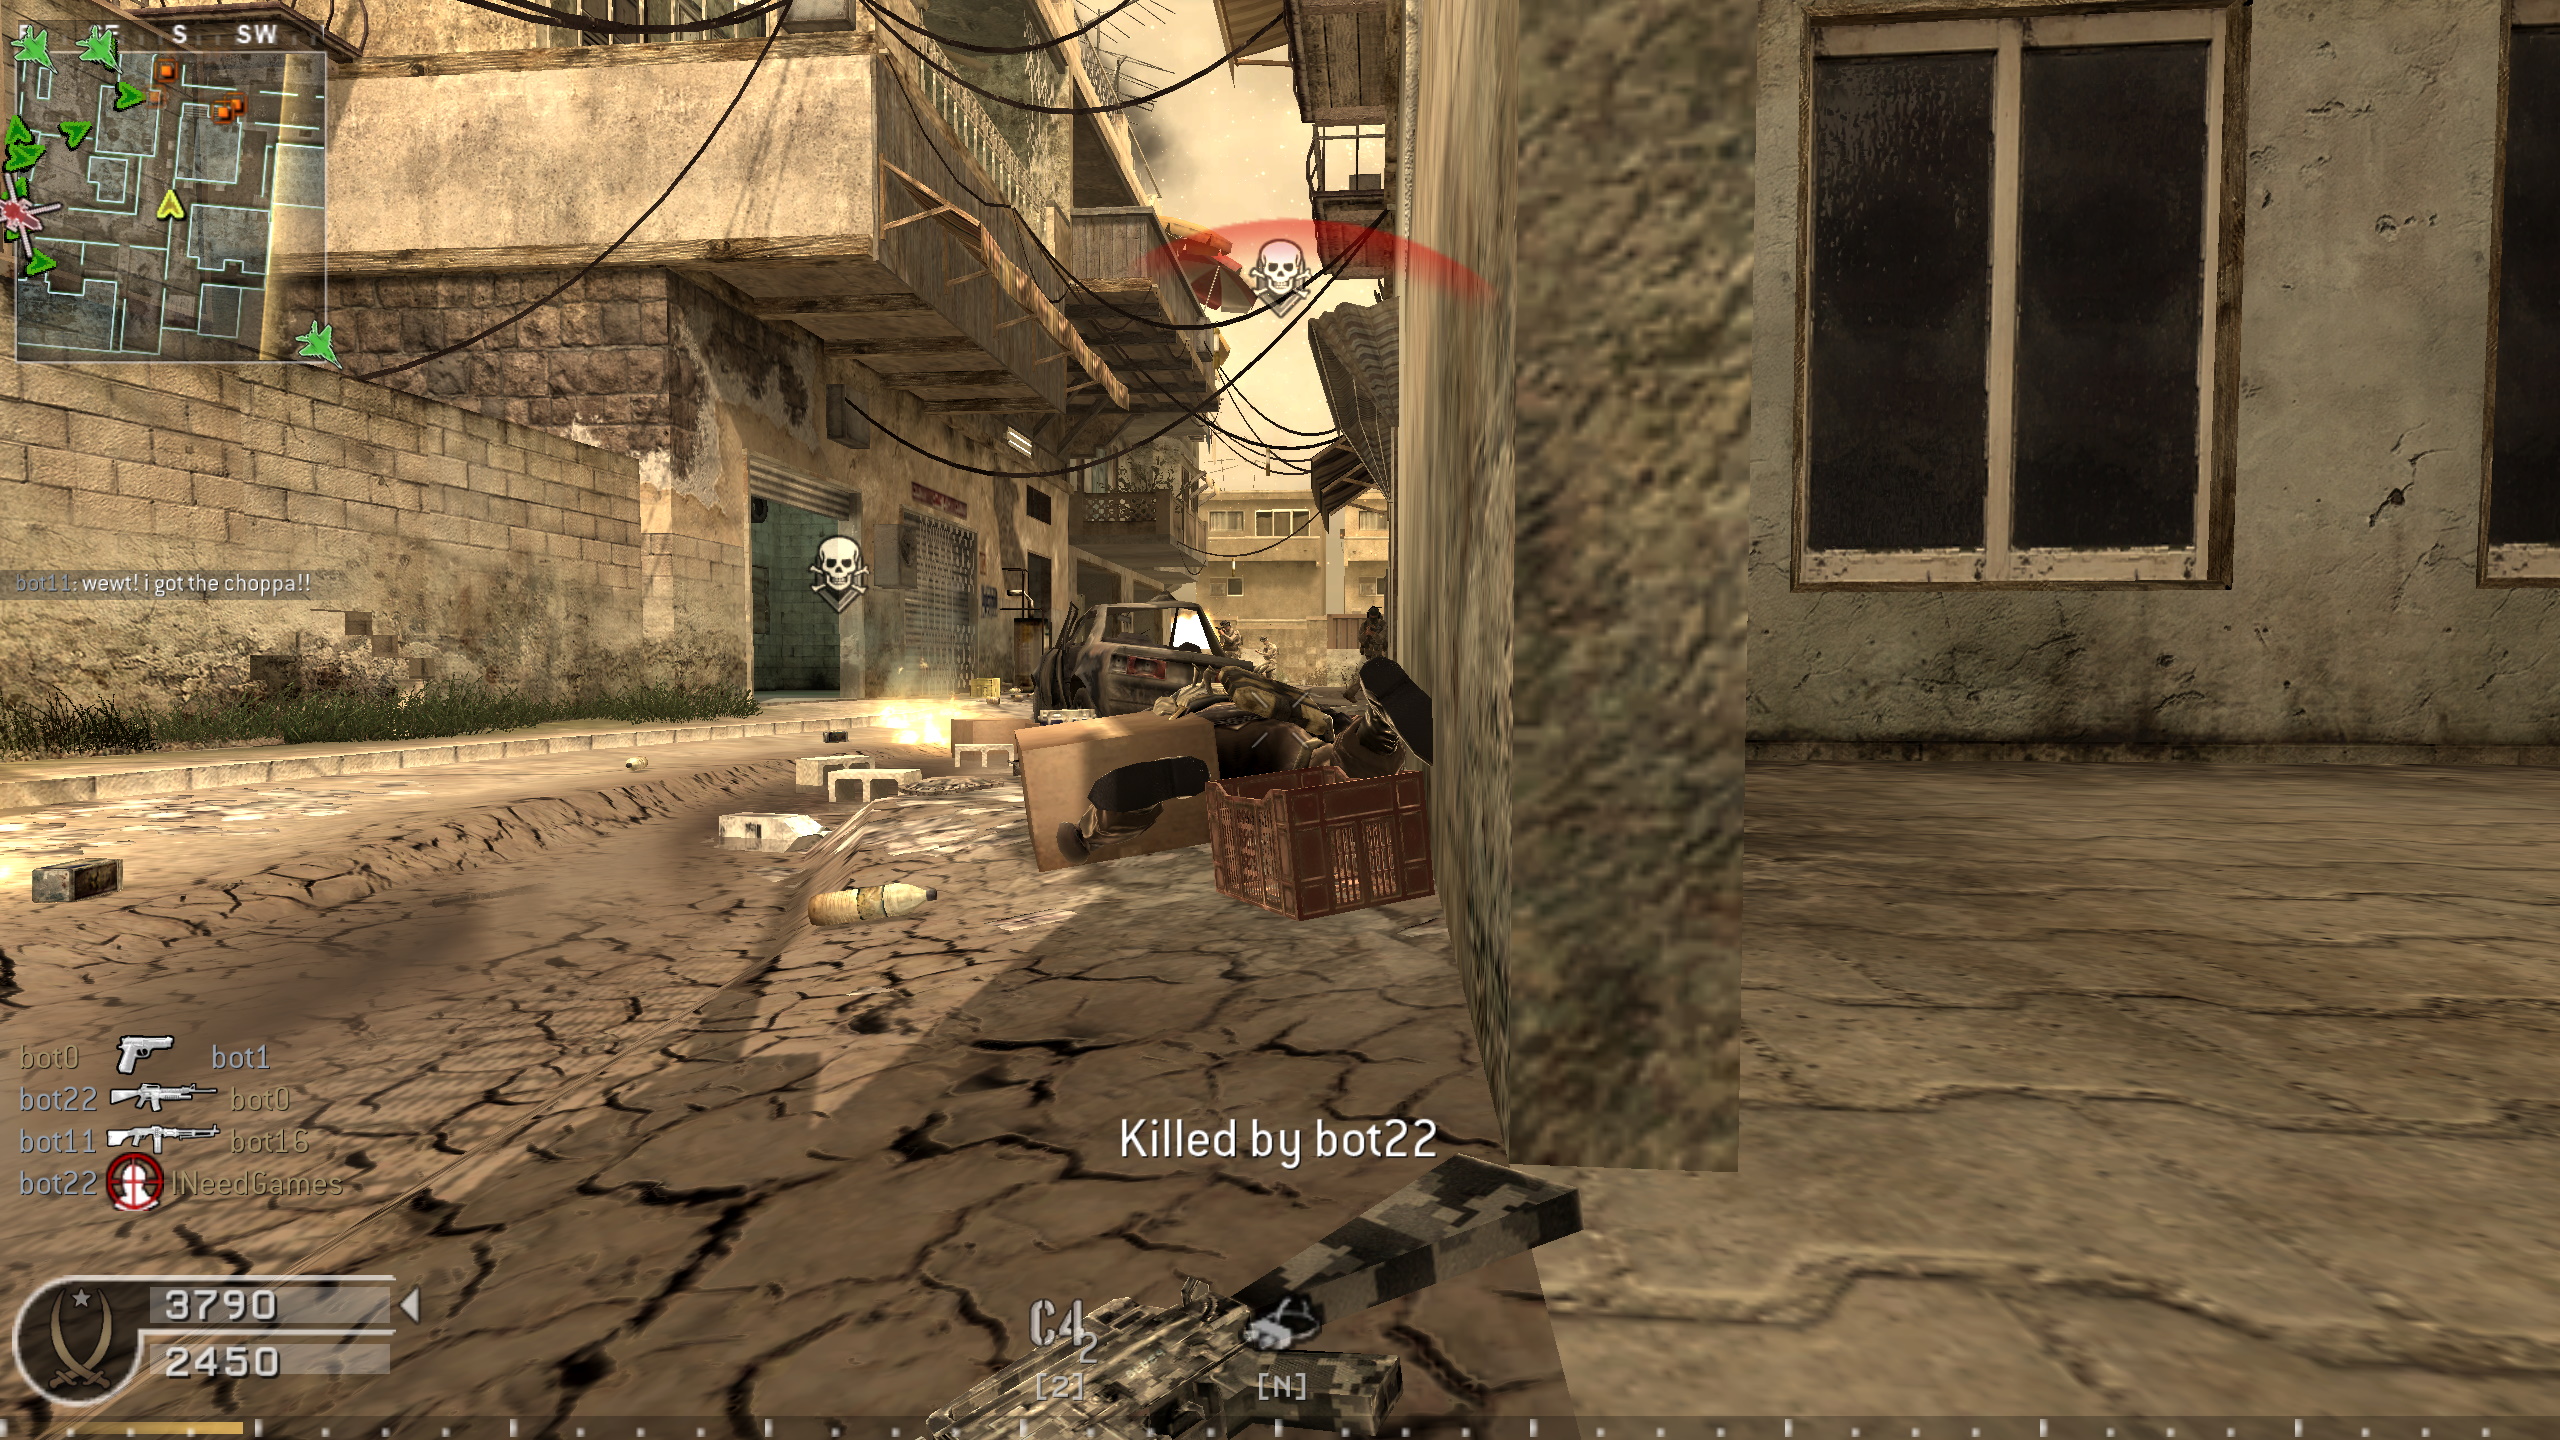 S SW
bot11: wewt! i got the choppa!!
bot0 bot1
bot22 bot0
bot11 bot16
bot22 INeedGames
Killed by bot22
3790
2450
C4 2
[2] [N]